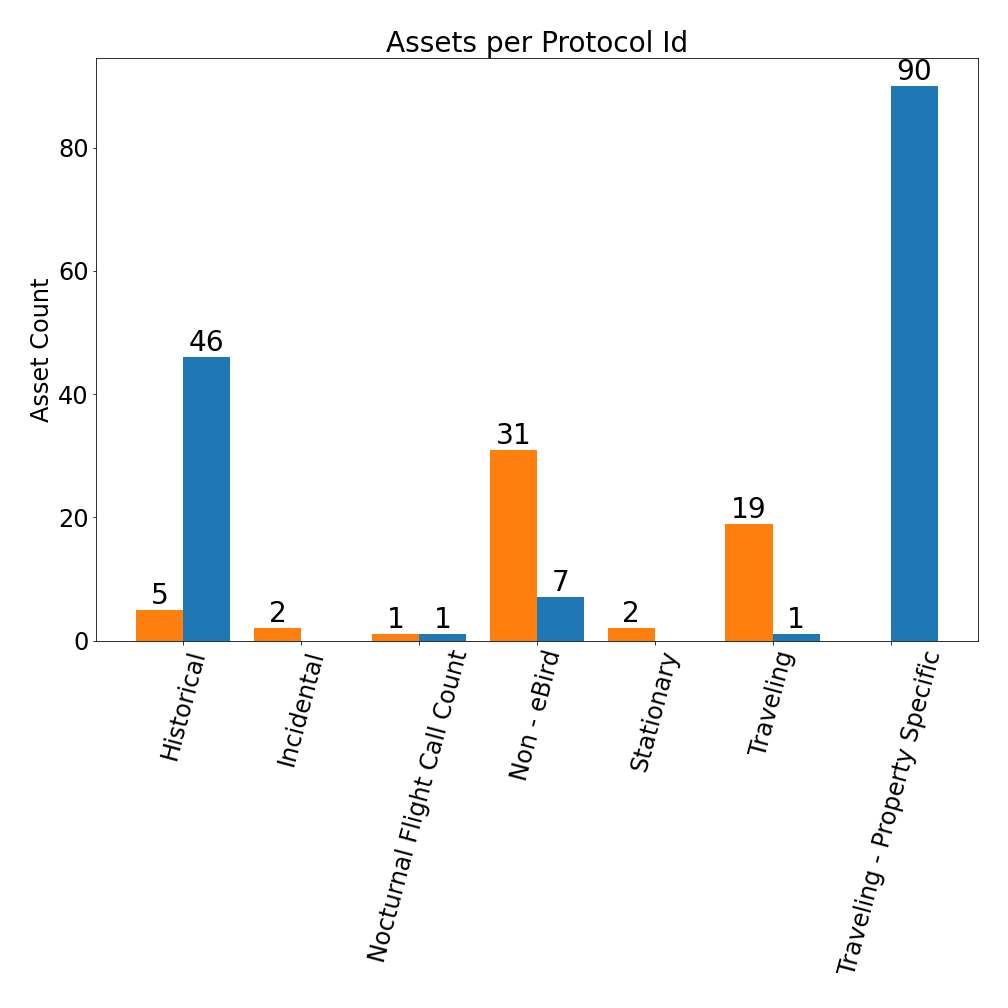 Assets per Protocol Id
Asset Count
80
60
40
20
0
5
46
2
1
1
31
7
2
19
1
90
Historical
Incidental
Nocturnal Flight Call Count
Non - eBird
Stationary
Traveling
Traveling - Property Specific